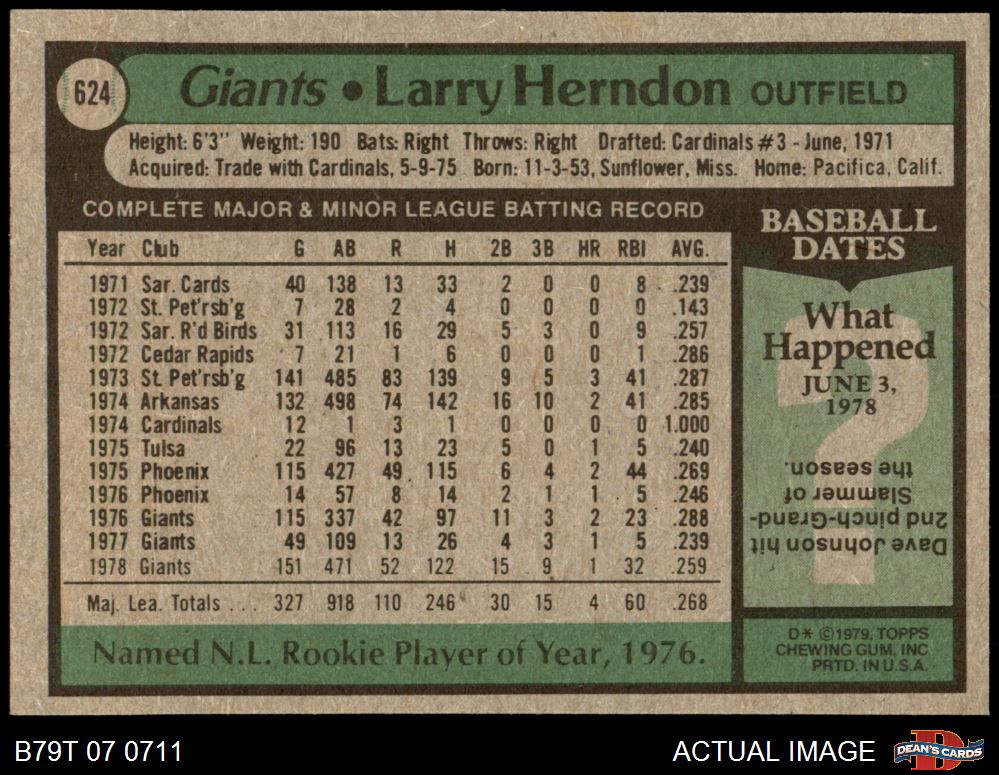 624
Giants • Larry Herndon OUTFIELD
Height: 6'3" Weight: 190 Bats: Right Throws: Right Drafted: Cardinals #3 - June, 1971
Acquired: Trade with Cardinals, 5-9-75 Born: 11-3-53, Sunflower, Miss. Home: Pacifica, Calif.
COMPLETE MAJOR & MINOR LEAGUE BATTING RECORD
Year Club G AB R H 2B 3B HR RBI AVG.
1971 Sar. Cards 40 138 13 33 2 0 0 8 .239
1972 St. Pet'rsb'g 7 28 2 4 0 0 0 0 .143
1972 Sar. R'd Birds 31 113 16 29 5 3 0 9 .257
1972 Cedar Rapids 7 21 1 6 0 0 0 1 .286
1973 St. Pet'rsb'g 141 485 83 139 9 5 3 41 .287
1974 Arkansas 132 498 74 142 16 10 2 41 .285
1974 Cardinals 12 1 3 1 0 0 0 0 1.000
1975 Tulsa 22 96 13 23 5 0 1 5 .240
1975 Phoenix 115 427 49 115 6 4 2 44 .269
1976 Phoenix 14 57 8 14 2 1 1 5 .246
1976 Giants 115 337 42 97 11 3 2 23 .288
1977 Giants 49 109 13 26 4 3 1 5 .239
1978 Giants 151 471 52 122 15 9 1 32 .259
Maj. Lea. Totals . . . 327 918 110 246 30 15 4 60 .268
Named N.L. Rookie Player of Year, 1976.
BASEBALL
DATES
What
Happened
JUNE 3,
1978
?
Dave Johnson hit
2nd pinch-Grand-
Slammer of
the season.
D* ©1979, TOPPS
CHEWING GUM, INC
PRTD. IN U.S.A.
B79T 07 0711
ACTUAL IMAGE
D
DEAN'S CARDS